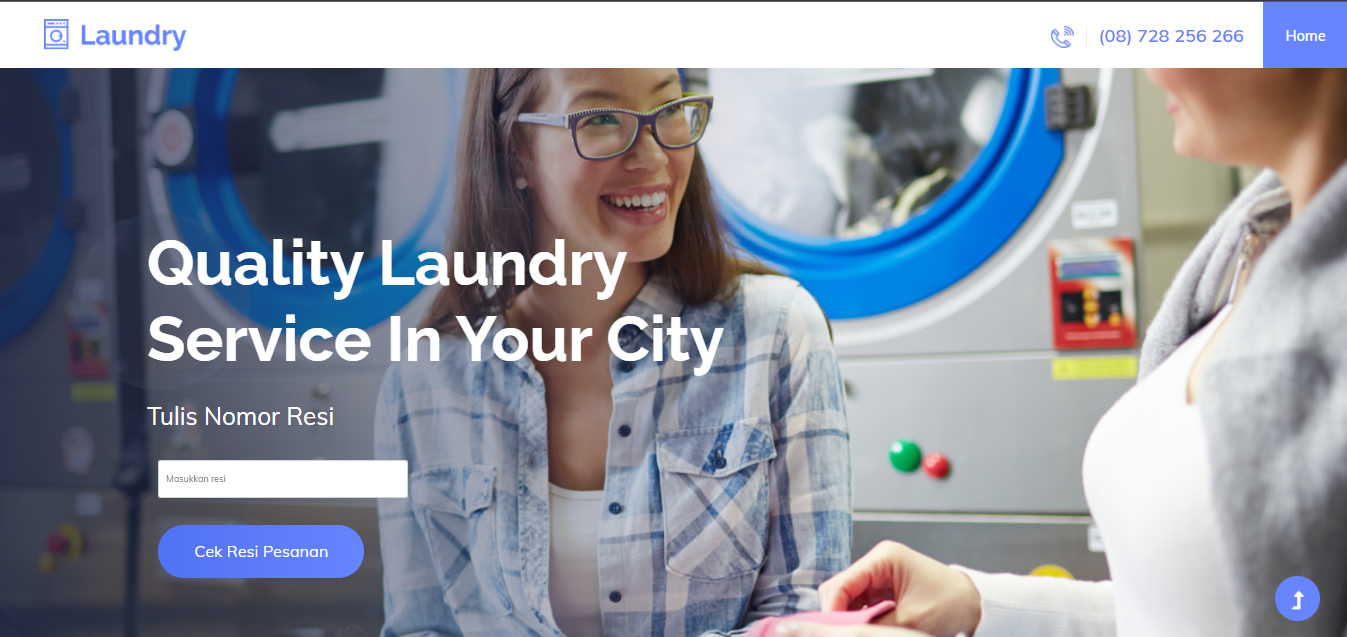 Laundry
(08) 728 256 266
Home
Quality Laundry
Service In Your City
Tulis Nomor Resi
Masukkan resi
Cek Resi Pesanan